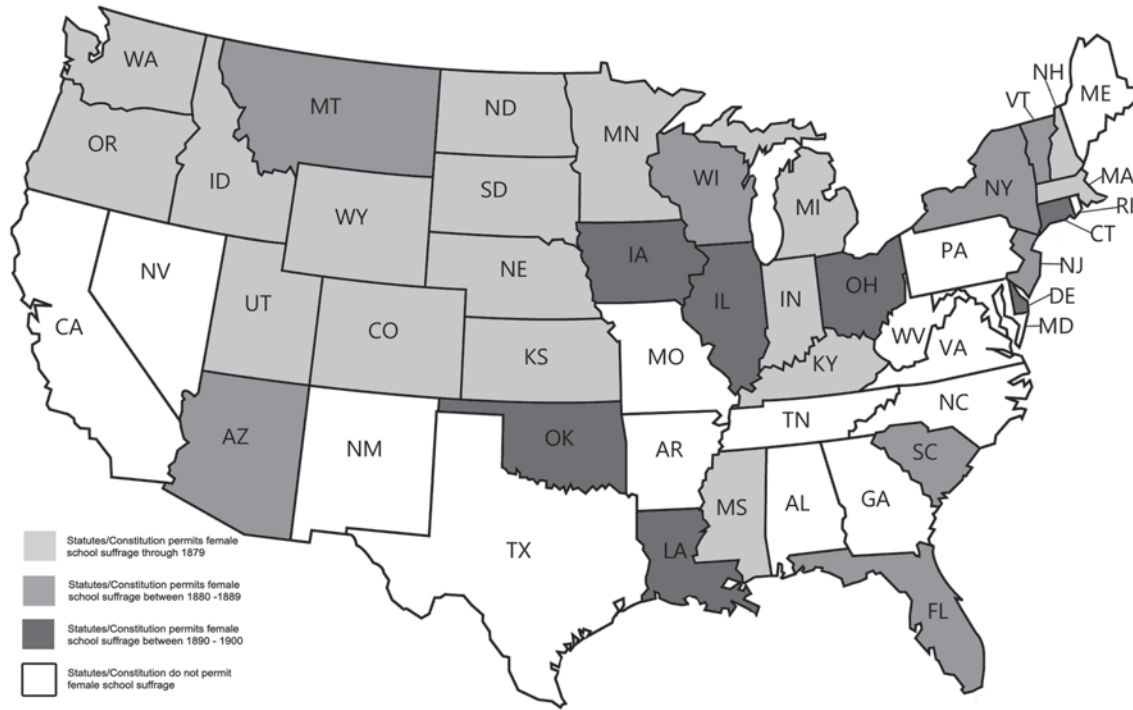 WA
MT
ND
MN
OR
ID
SD
WI
MI
NH
VT
ME
NY
MA
RI
CT
WY
NE
IA
PA
NJ
NV
UT
CO
IL
IN
OH
DE
MD
CA
KS
MO
KY
WV
VA
AZ
NM
OK
AR
TN
NC
SC
TX
LA
MS
AL
GA
FL
Statutes/Constitution permits female
school suffrage through 1879
Statutes/Constitution permits female
school suffrage between 1880 -1889
Statutes/Constitution permits female
school suffrage between 1890 - 1900
Statutes/Constitution do not permit
female school suffrage